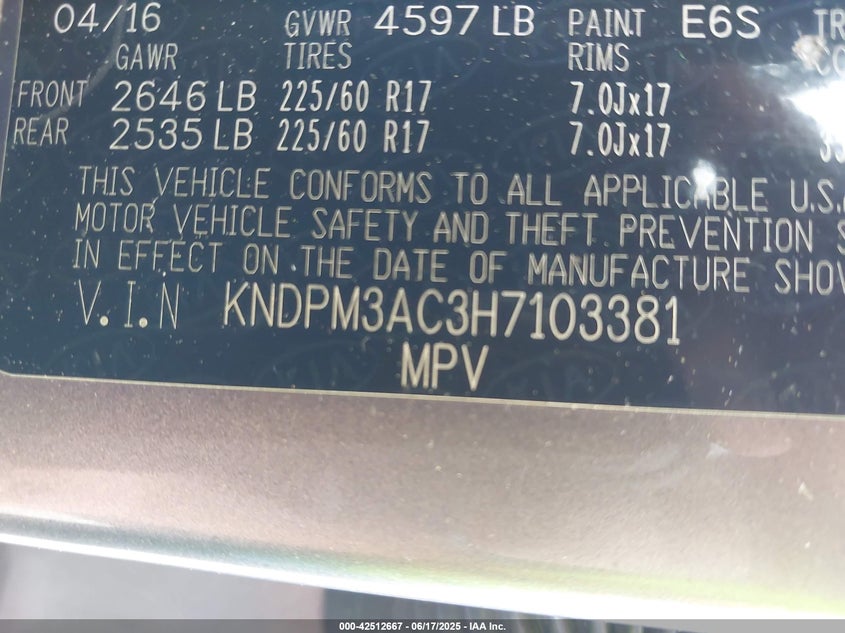 04/16 GVWR 4597 LB PAINT E6S TR
GAWR TIRES RIMS
FRONT 2646 LB 225/60 R17 7.0Jx17
REAR 2535 LB 225/60 R17 7.0Jx17
THIS VEHICLE CONFORMS TO ALL APPLICABLE U.S.
MOTOR VEHICLE SAFETY AND THEFT PREVENTION S
IN EFFECT ON THE DATE OF MANUFACTURE SHO
V.I.N KNDPM3AC3H7103381
MPV
000-42512667 - 06/17/2025 - IAA Inc.